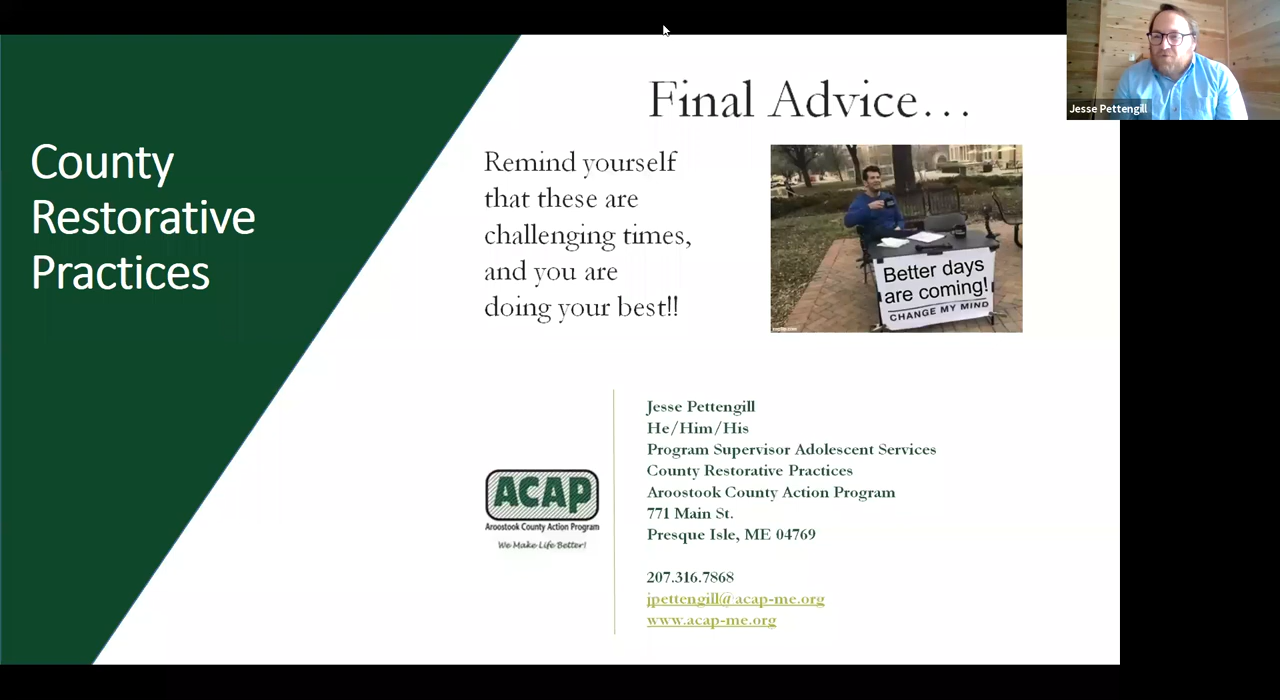 Jesse Pettengill
County
Restorative
Practices
Final Advice…
Remind yourself
that these are
challenging times,
and you are
doing your best!!
Better days
are coming!
CHANGE MY MIND
ACAP
Aroostook County Action Program
We Make Life Better!
Jesse Pettengill
He/Him/His
Program Supervisor Adolescent Services
County Restorative Practices
Aroostook County Action Program
771 Main St.
Presque Isle, ME 04769
207.316.7868
jpettengill@acap-me.org
www.acap-me.org